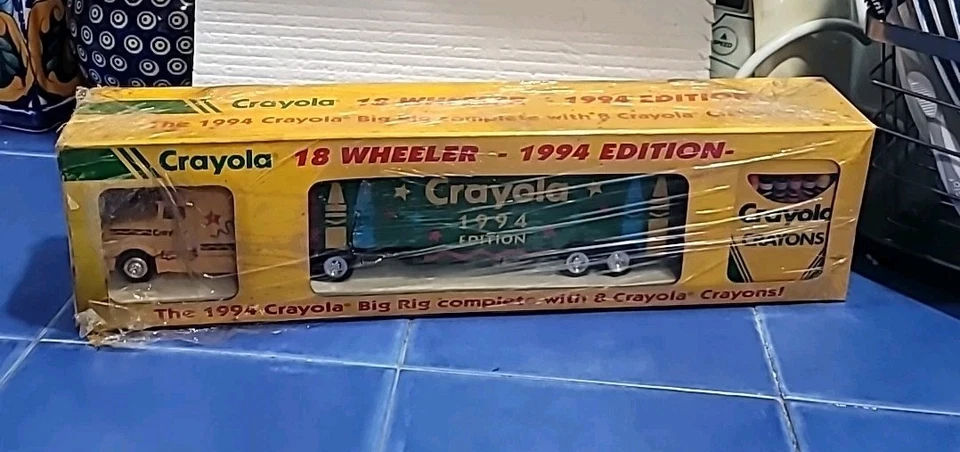 Crayola 18 WHEELER - 1994 EDITION
The 1994 Crayola® Big Rig complete with 8 Crayola®
Crayola 18 WHEELER - 1994 EDITION-
Crayola
1994
EDITION
Crayola
CRAYONS
The 1994 Crayola® Big Rig complete with 8 Crayola® Crayons!
SPEED